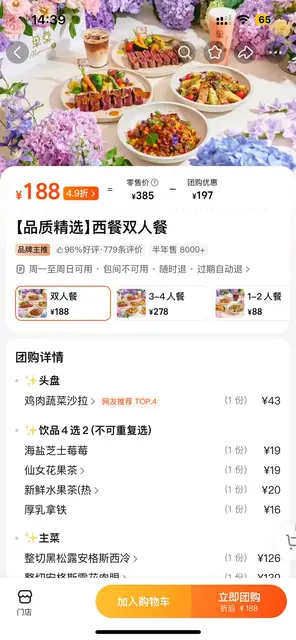 14:39
65
¥188 4.9折 >
=
零售价
¥385
－
团购优惠
¥197
【品质精选】西餐双人餐
品牌主推 96%好评·779条评价 半年售 8000+
周一至周日可用 · 包间不可用 · 随时退 · 过期自动退 >
双人餐
¥188
3-4人餐
¥278
1-2人餐
¥88
团购详情
· ✨头盘
鸡肉蔬菜沙拉 > 网友推荐 TOP.4 (1 份) ¥43
· ✨饮品4选2(不可重复选)
海盐芝士莓莓 (1 份) ¥19
仙女花果茶 > (1 份) ¥19
新鲜水果茶(热 > (1 份) ¥20
厚乳拿铁 (1 份) ¥16
· ✨主菜
整切黑松露安格斯西冷 > (1 份) ¥126
门店
加入购物车
立即团购
折后 ¥188